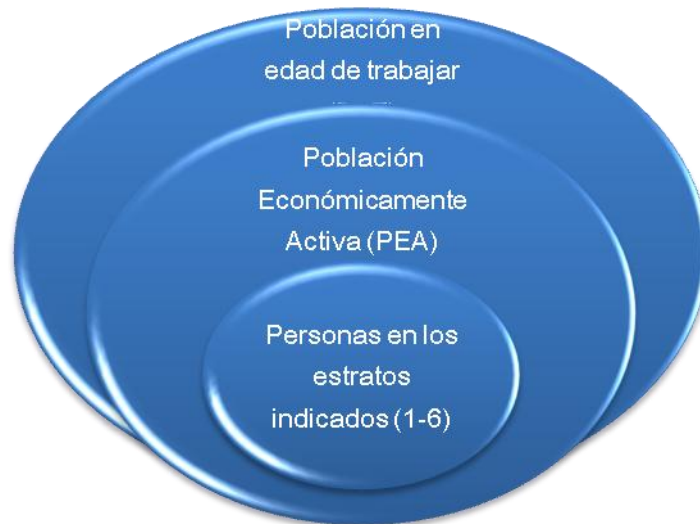 Población en
edad de trabajar
Población
Económicamente
Activa (PEA)
Personas en los
estratos
indicados (1-6)